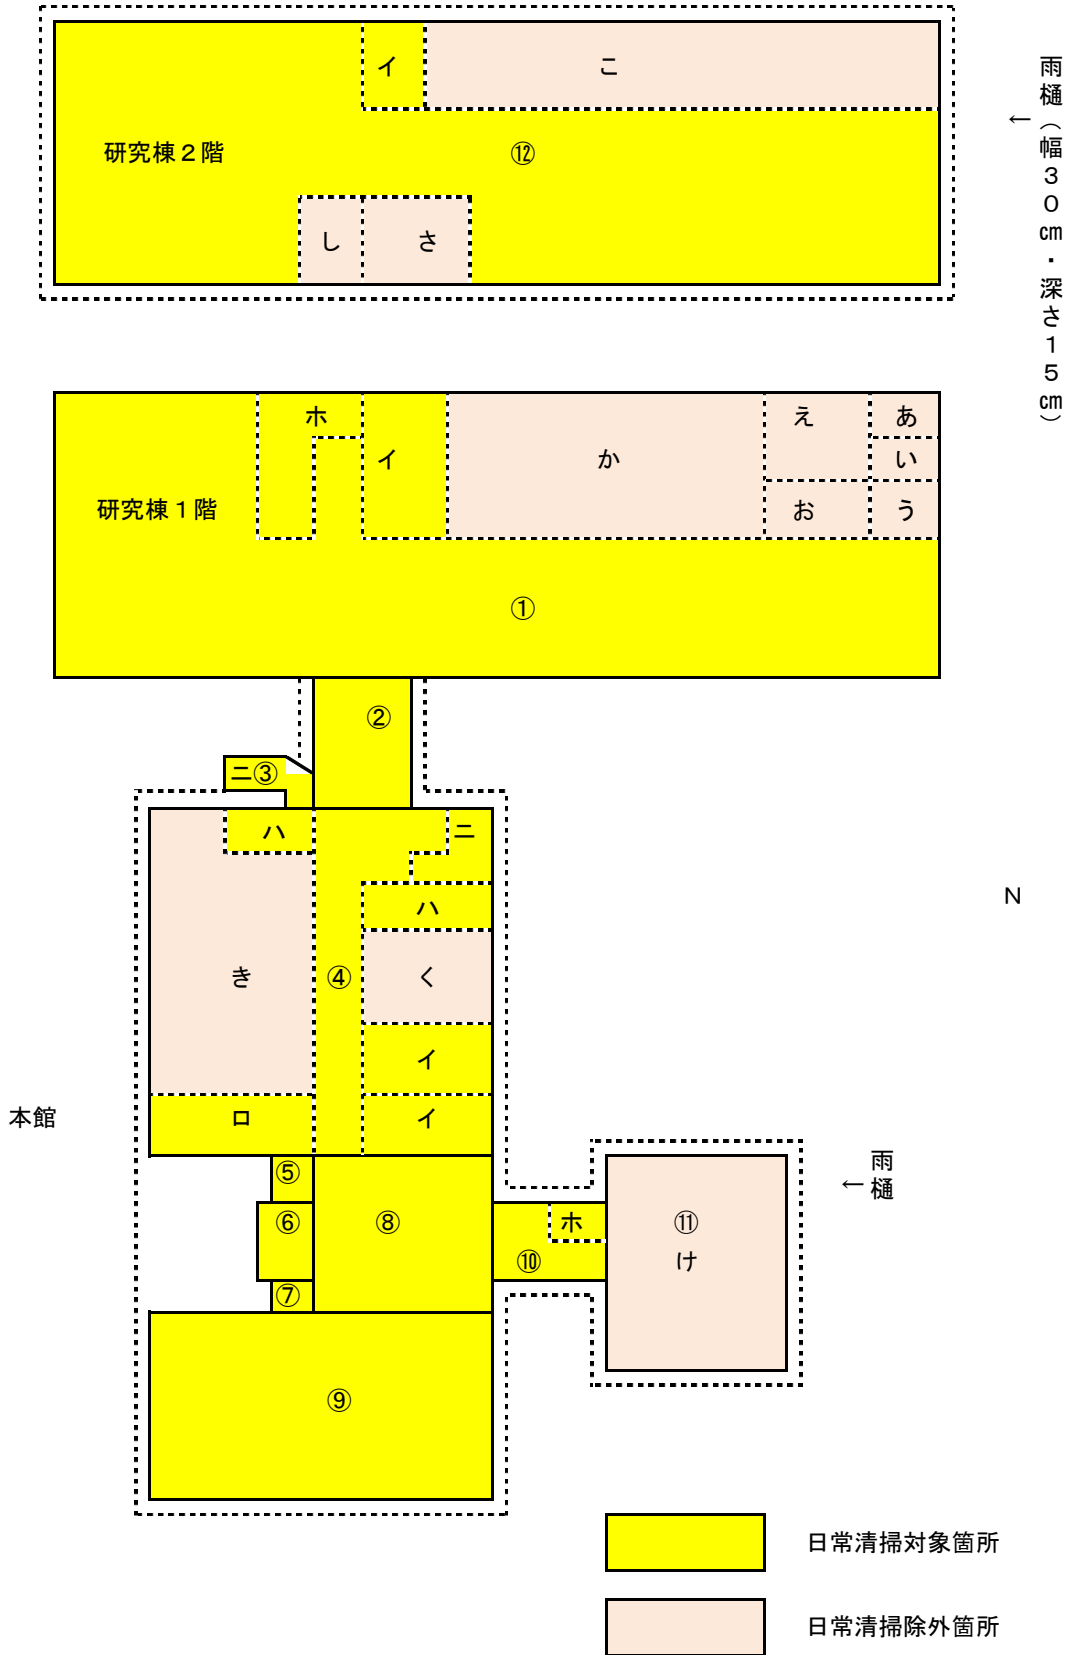 イ
こ
研究棟２階
⑫
し
さ
雨樋（幅３０㎝・深さ１５㎝）
←
ホ
イ
か
え
あ
い
お
う
研究棟１階
①
②
ニ③
ハ
ニ
ハ
き
④
く
イ
本館
ロ
イ
⑤
⑥
⑧
⑦
⑩
ホ
⑪
け
←
雨樋
⑨
N
日常清掃対象箇所
日常清掃除外箇所